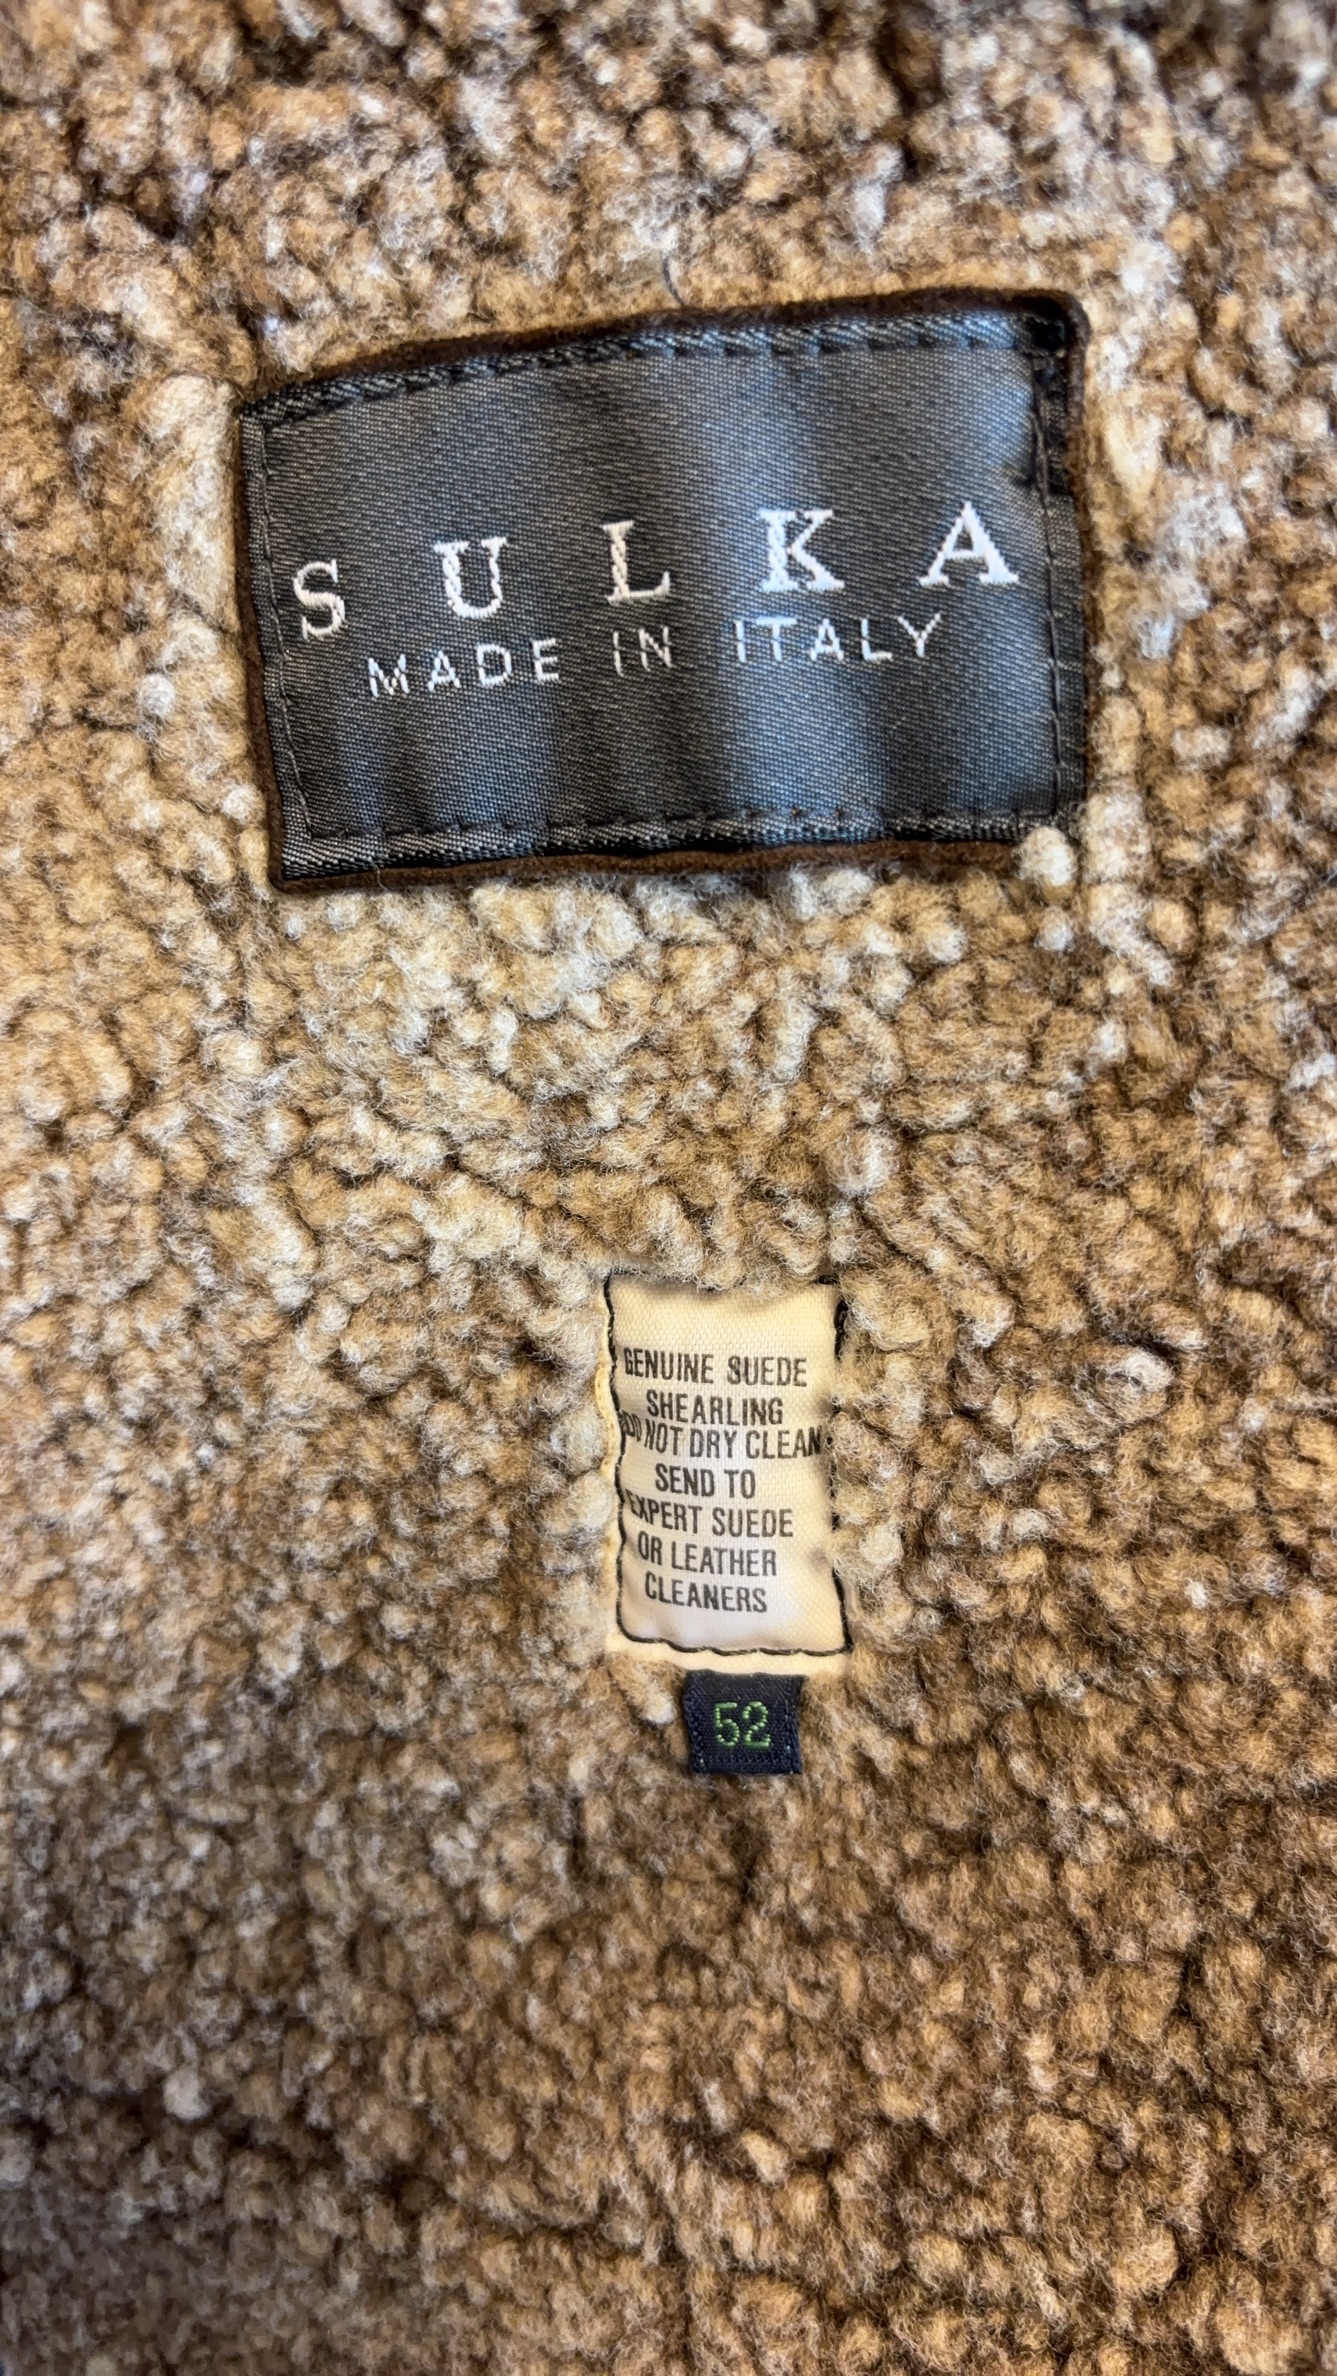 SULKA
MADE IN ITALY
GENUINE SUEDE
SHEARLING
DO NOT DRY CLEAN
SEND TO
EXPERT SUEDE
OR LEATHER
CLEANERS
52